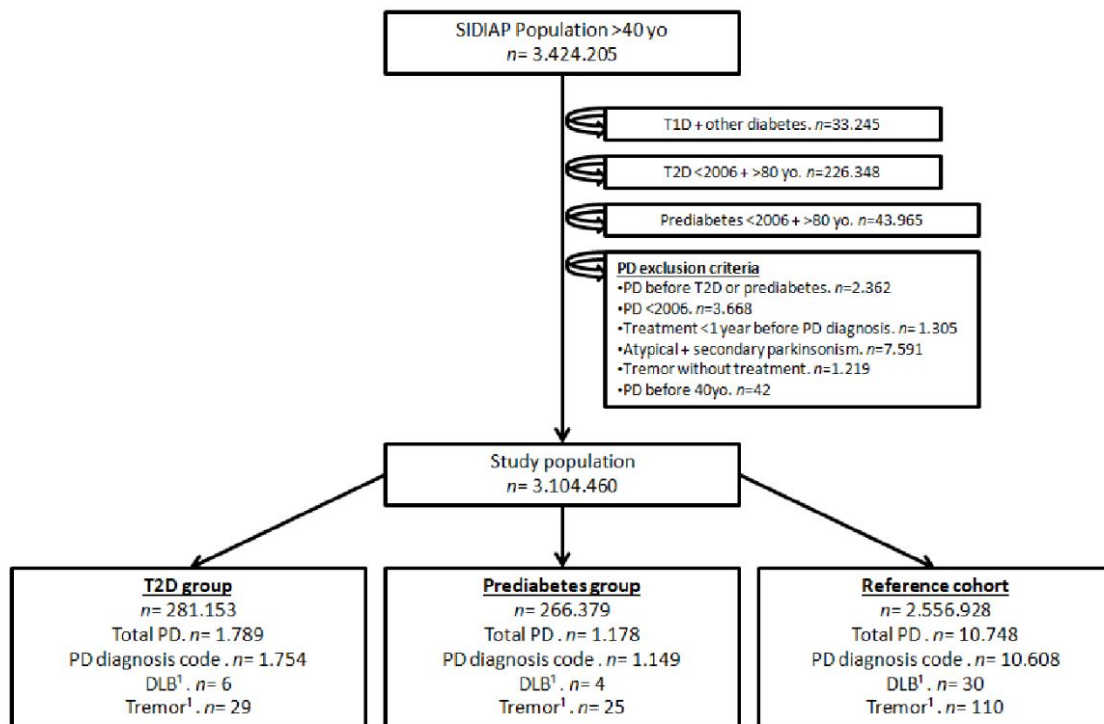 SIDIAP Population >40 yo
n= 3.424.205
T1D + other diabetes. n=33.245
T2D <2006 + >80 yo. n=226.348
Prediabetes <2006 + >80 yo. n=43.965
PD exclusion criteria
•PD before T2D or prediabetes. n=2.362
•PD <2006. n=3.668
•Treatment <1 year before PD diagnosis. n= 1.305
•Atypical + secondary parkinsonism. n=7.591
•Tremor without treatment. n=1.219
•PD before 40yo. n=42
Study population
n= 3.104.460
T2D group
n= 281.153
Total PD. n= 1.789
PD diagnosis code . n= 1.754
DLB¹. n= 6
Tremor¹. n= 29
Prediabetes group
n= 266.379
Total PD. n= 1.178
PD diagnosis code . n= 1.149
DLB¹. n= 4
Tremor¹. n= 25
Reference cohort
n= 2.556.928
Total PD . n= 10.748
PD diagnosis code . n= 10.608
DLB¹. n= 30
Tremor¹. n= 110